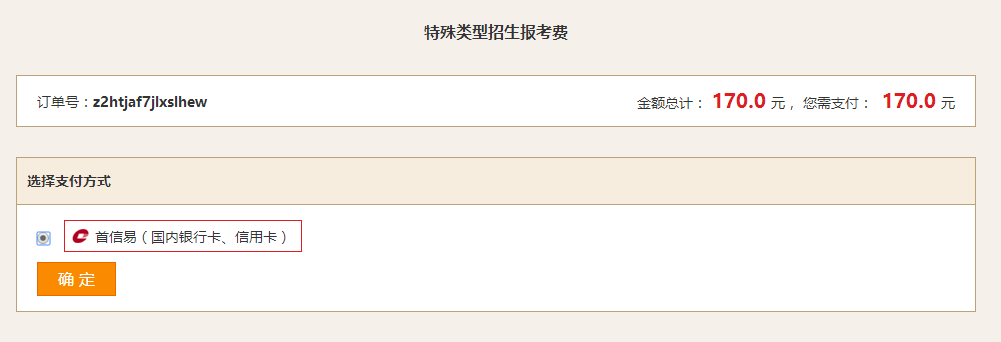 特殊类型招生报考费
订单号：z2htjaf7jlxslhew 金额总计： 170.0 元 ，您需支付： 170.0 元
选择支付方式
首信易（国内银行卡、信用卡）
确 定